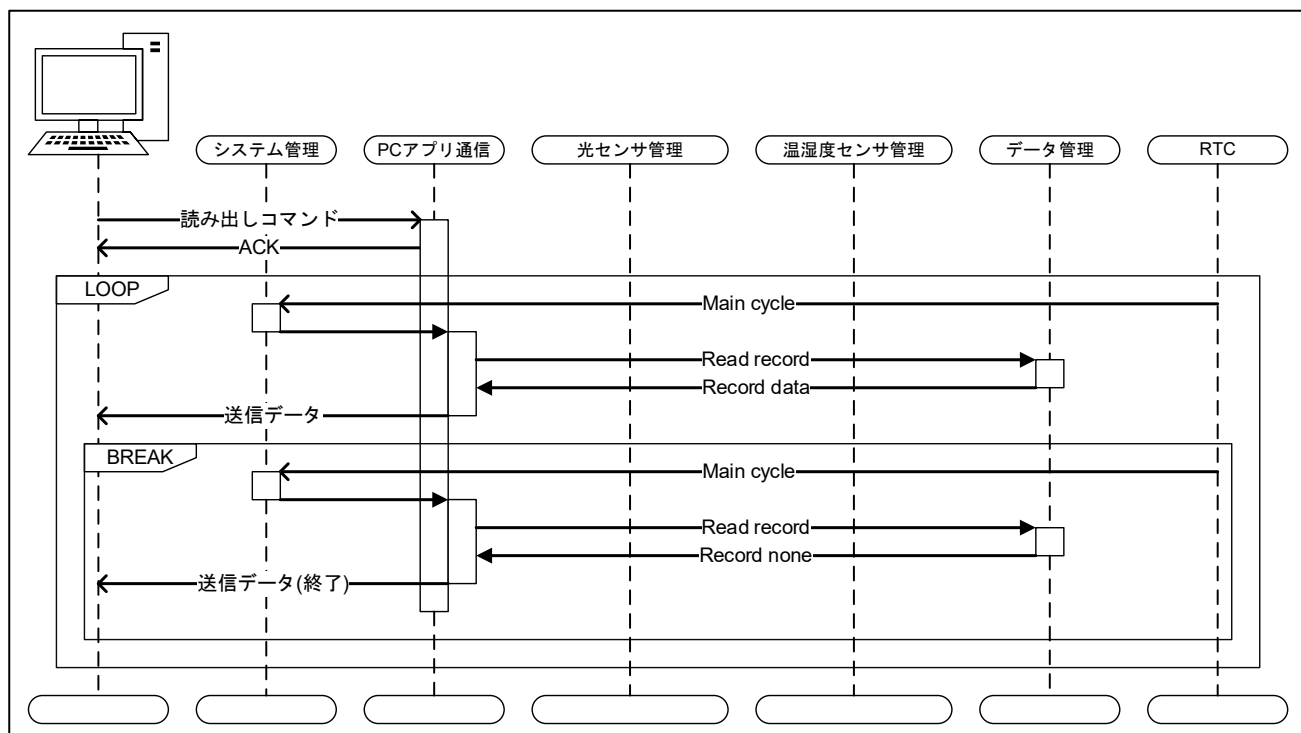 システム管理
PCアプリ通信
光センサ管理
温湿度センサ管理
データ管理
RTC
読み出しコマンド
ACK
LOOP
Main cycle
Read record
Record data
送信データ
BREAK
Main cycle
Read record
Record none
送信データ(終了)